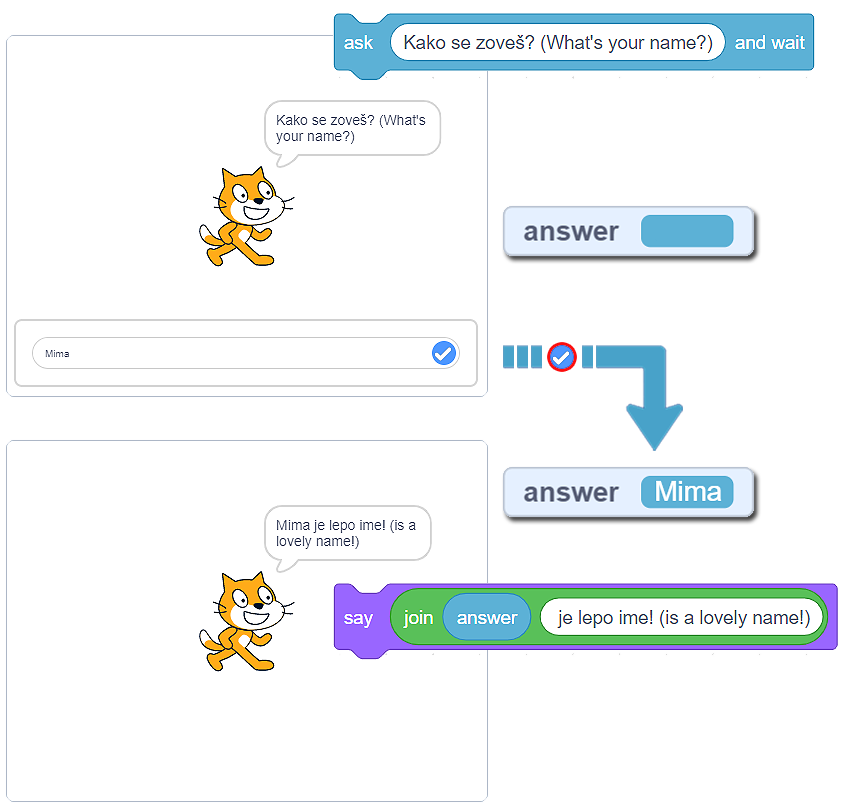 ask Kako se zoveš? (What's your name?) and wait
Kako se zoveš? (What's
your name?)
answer
Mima
answer Mima
Mima je lepo ime! (is a
lovely name!)
say join answer je lepo ime! (is a lovely name!)